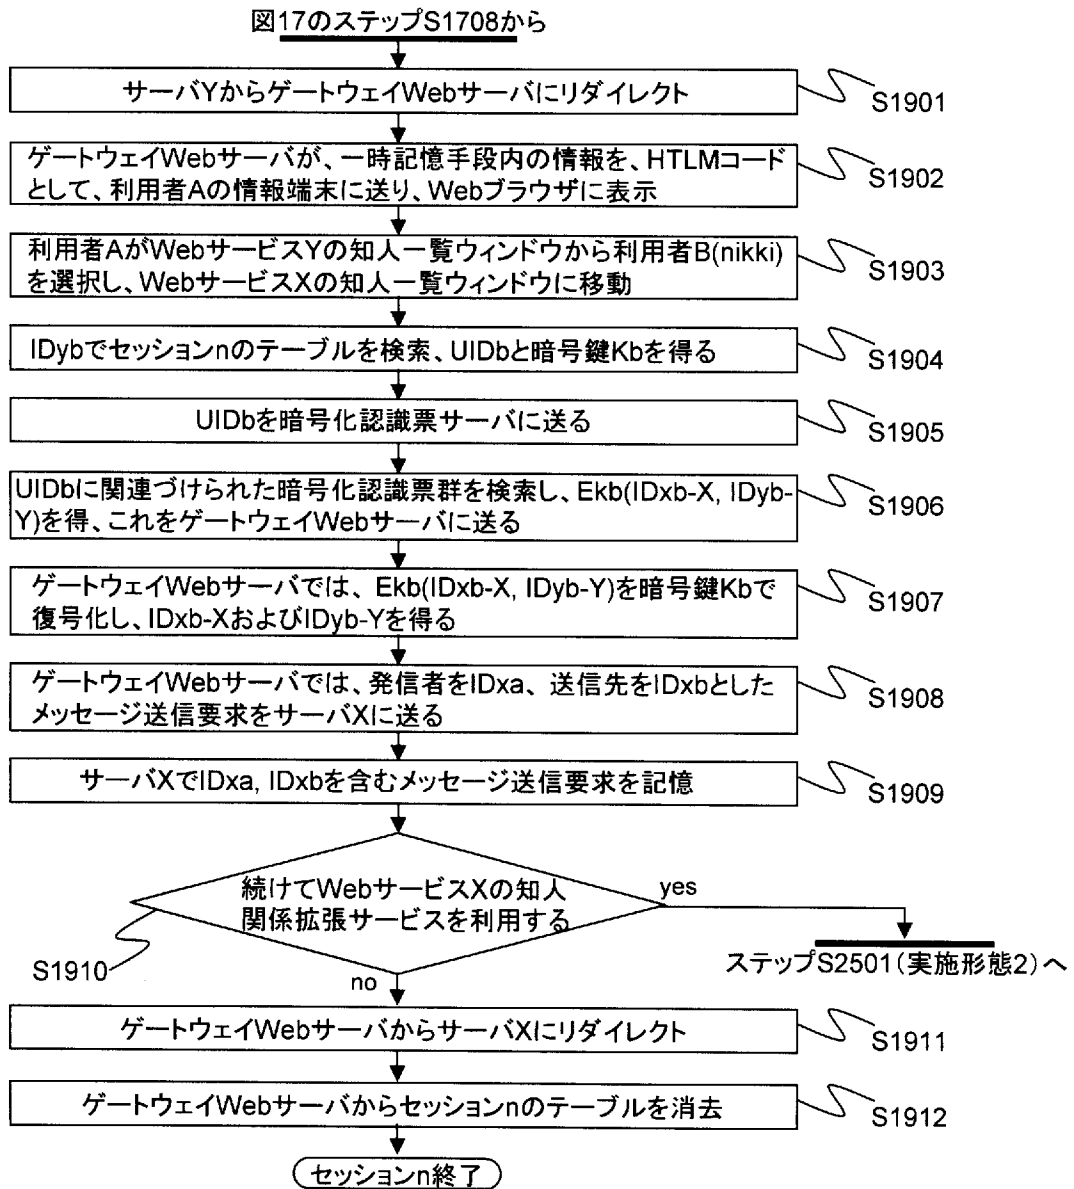 図17のステップS1708から
サーバYからゲートウェイWebサーバにリダイレクト
S1901
ゲートウェイWebサーバが、一時記憶手段内の情報を、HTLMコード
として、利用者Aの情報端末に送り、Webブラウザに表示
S1902
利用者AがWebサービスYの知人一覧ウィンドウから利用者B(nikki)
を選択し、WebサービスXの知人一覧ウィンドウに移動
S1903
IDybでセッションnのテーブルを検索、UIDbと暗号鍵Kbを得る
S1904
UIDbを暗号化認識票サーバに送る
S1905
UIDbに関連づけられた暗号化認識票群を検索し、Ekb(IDxb-X, IDyb-
Y)を得、これをゲートウェイWebサーバに送る
S1906
ゲートウェイWebサーバでは、Ekb(IDxb-X, IDyb-Y)を暗号鍵Kbで
復号化し、IDxb-XおよびIDyb-Yを得る
S1907
ゲートウェイWebサーバでは、発信者をIDxa、送信先をIDxbとした
メッセージ送信要求をサーバXに送る
S1908
サーバXでIDxa, IDxbを含むメッセージ送信要求を記憶
S1909
続けてWebサービスXの知人
関係拡張サービスを利用する
yes
S1910
no
ステップS2501(実施形態2)へ
ゲートウェイWebサーバからサーバXにリダイレクト
S1911
ゲートウェイWebサーバからセッションnのテーブルを消去
S1912
セッションn終了